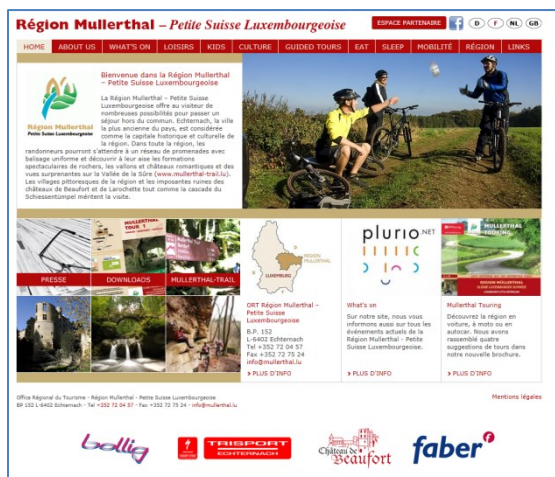 Région Mullerthal – Petite Suisse Luxembourgeoise
ESPACE PARTENAIRE f D F NL GB
HOME ABOUT US WHAT'S ON LOISIRS KIDS CULTURE GUIDED TOURS EAT SLEEP MOBILITÉ RÉGION LINKS
Bienvenue dans la Région Mullerthal
– Petite Suisse Luxembourgeoise
Région Mullerthal
Petite Suisse Luxembourgeoise
La Région Mullerthal – Petite Suisse
Luxembourgeoise offre au visiteur de
nombreuses possibilités pour passer un
séjour hors du commun. Echternach, la ville
la plus ancienne du pays, est considérée
comme la capitale historique et culturelle de
la région. Dans toute la région, les
randonneurs pourront s'attendre à un réseau de promenades avec
balisage uniforme et découvrir à leur aise les formations
spectaculaires de rochers, les vallons et châteaux romantiques et des
vues surprenantes sur la Vallée de la Sûre (www.mullerthal-trail.lu).
Les villages pittoresques de la région et les imposantes ruines des
châteaux de Beaufort et de Larochette tout comme la cascade du
Schiessentümpel méritent la visite.
PRESSE
MULLERTHAL
TOUR 1
DOWNLOADS
MULLERTHAL-TRAIL
REGION
MULLERTHAL
LUXEMBURG
ORT Région Mullerthal –
Petite Suisse
Luxembourgeoise
B.P. 152
L-6402 Echternach
Tel +352 72 04 57
Fax +352 72 75 24
info@mullerthal.lu
> PLUS D'INFO
plurio.NET
What's on
Sur notre site, nous vous
informons aussi sur tous les
événements actuels de la
Région Mullerthal - Petite
Suisse Luxembourgeoise.
> PLUS D'INFO
MULLERTHAL
TOURING
Mullerthal Touring
Découvrez la région en
voiture, à moto ou en
autocar. Nous avons
rassemblé quatre
suggestions de tours dans
notre nouvelle brochure.
> PLUS D'INFO
Office Régional du Tourisme - Région Mullerthal - Petite Suisse Luxembourgeoise
BP 152 L-6402 Echternach - Tel +352 72 04 57 - Fax +352 72 75 24 - info@mullerthal.lu
Mentions légales
bollig
TRISPORT
ECHTERNACH
Château de
Beaufort
faber